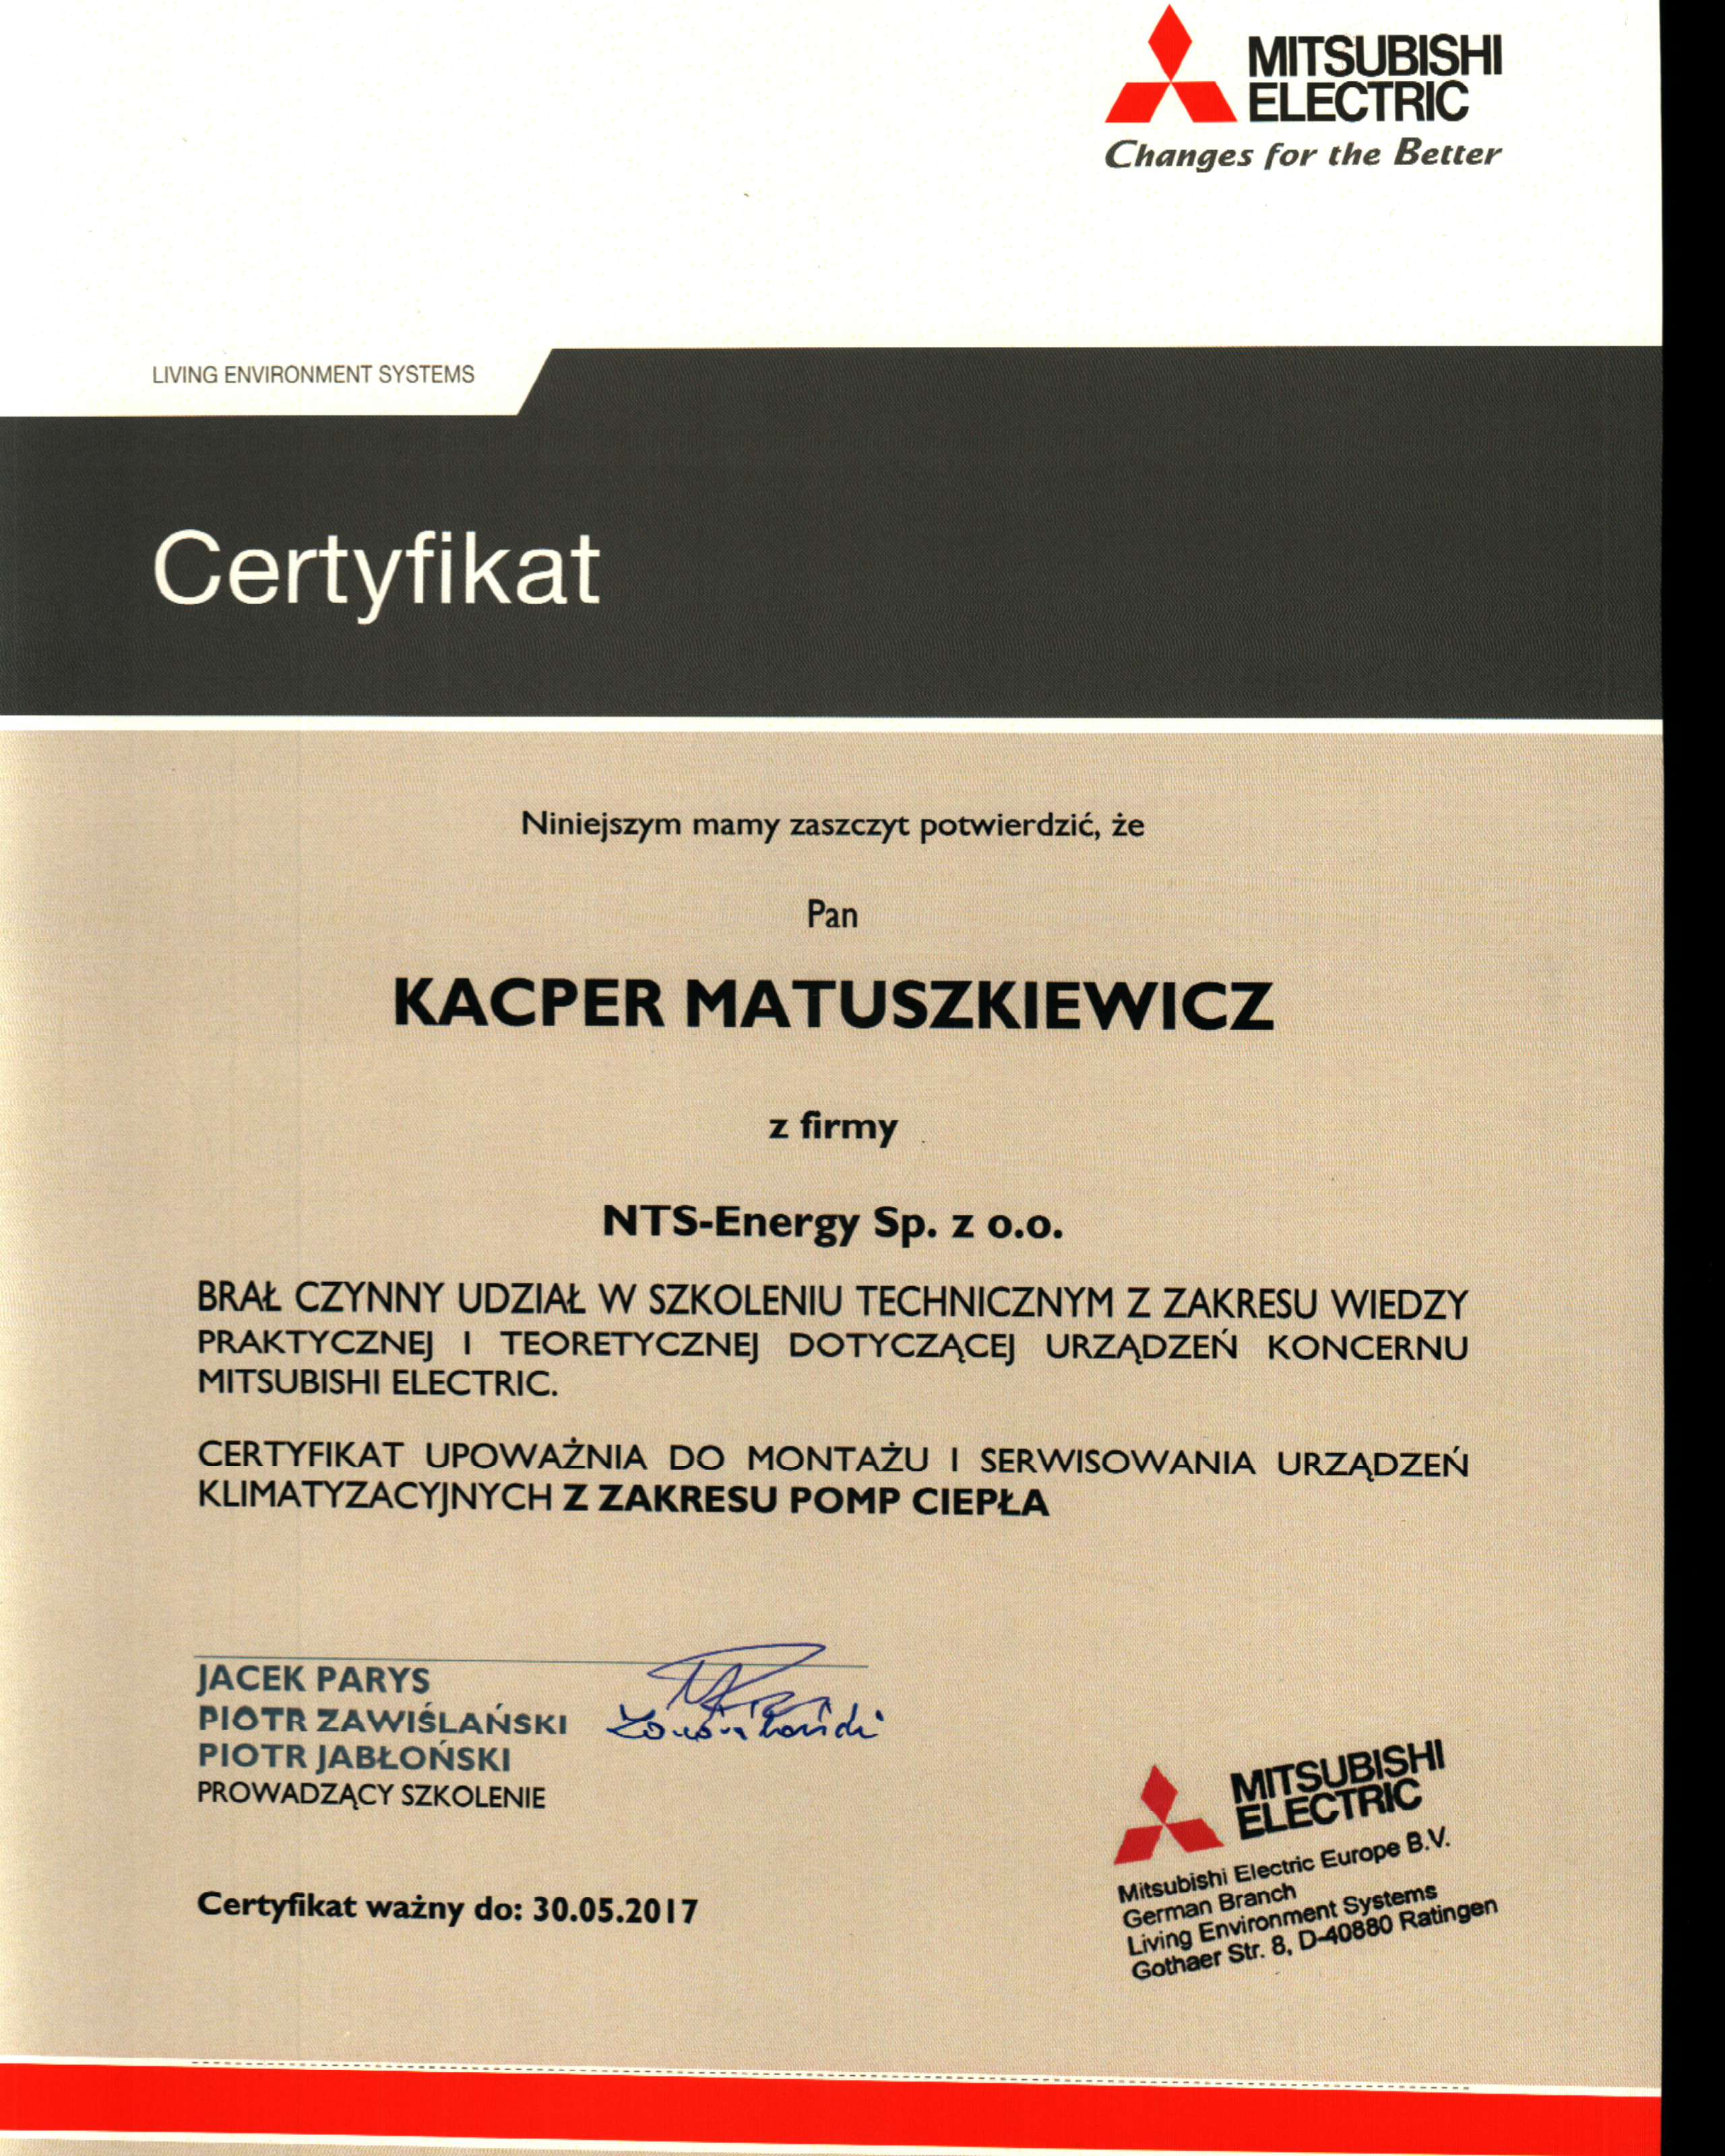 MITSUBISHI
ELECTRIC
Changes for the Better
LIVING ENVIRONMENT SYSTEMS
Certyfikat
Niniejszym mamy zaszczyt potwierdzić, że
Pan
KACPER MATUSZKIEWICZ
z firmy
NTS-Energy Sp. z o.o.
BRAŁ CZYNNY UDZIAŁ W SZKOLENIU TECHNICZNYM Z ZAKRESU WIEDZY
PRAKTYCZNEJ I TEORETYCZNEJ DOTYCZĄCEJ URZĄDZEŃ KONCERNU
MITSUBISHI ELECTRIC.
CERTYFIKAT UPOWAŻNIA DO MONTAŻU I SERWISOWANIA URZĄDZEŃ
KLIMATYZACYJNYCH Z ZAKRESU POMP CIEPŁA
JACEK PARYS
PIOTR ZAWIŚLAŃSKI
PIOTR JABŁOŃSKI
PROWADZĄCY SZKOLENIE
Certyfikat ważny do: 30.05.2017
MITSUBISHI
ELECTRIC
Mitsubishi Electric Europe B.V.
German Branch
Living Environment Systems
Gothaer Str. 8, D-40880 Ratingen